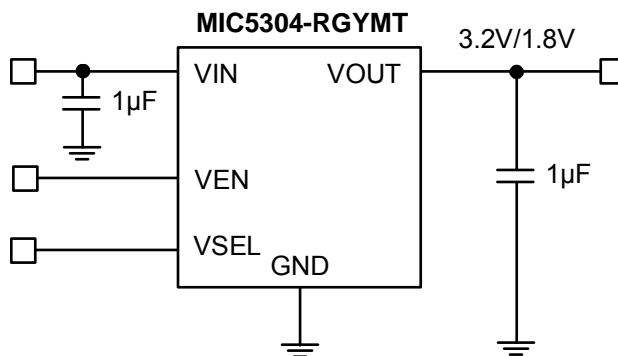 MIC5304-RGYMT
3.2V/1.8V
VIN
VOUT
1µF
VEN
1µF
VSEL
GND